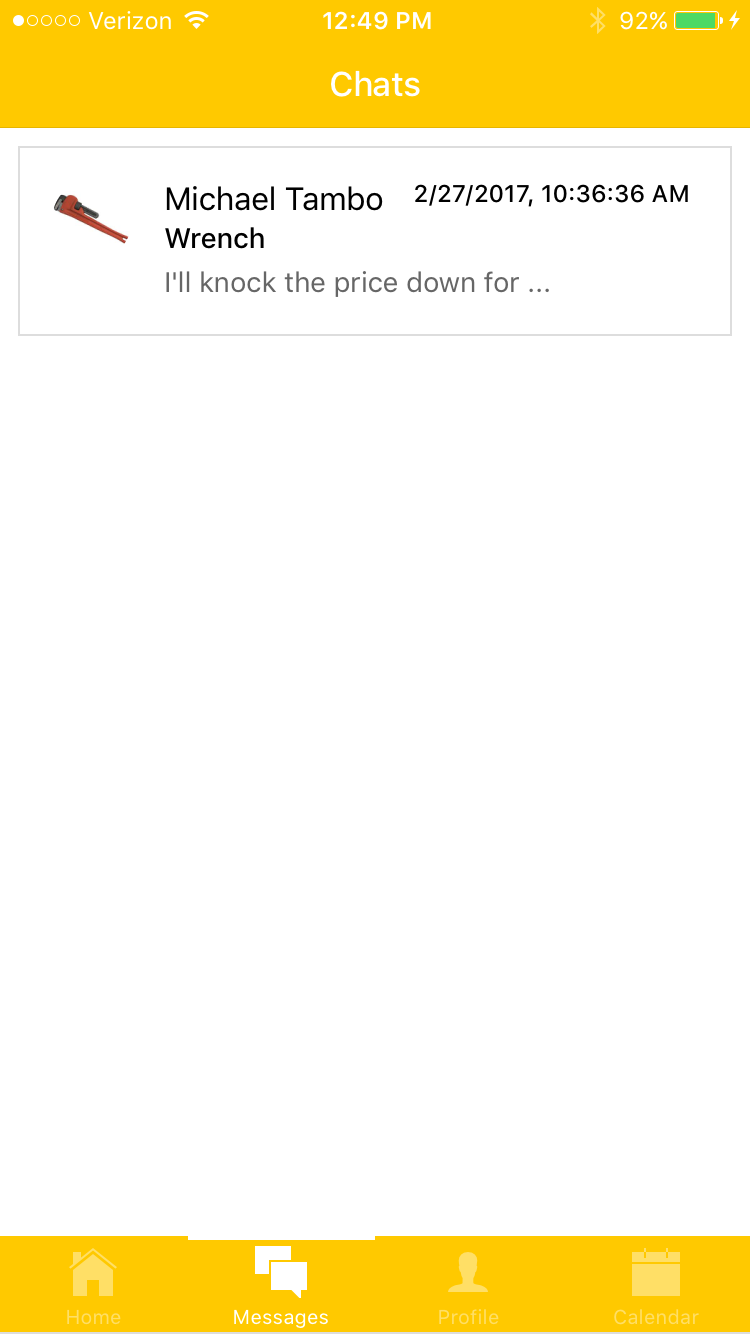 Verizon 12:49 PM 92%
Chats
Michael Tambo 2/27/2017, 10:36:36 AM
Wrench
I'll knock the price down for ...
Home Messages Profile Calendar